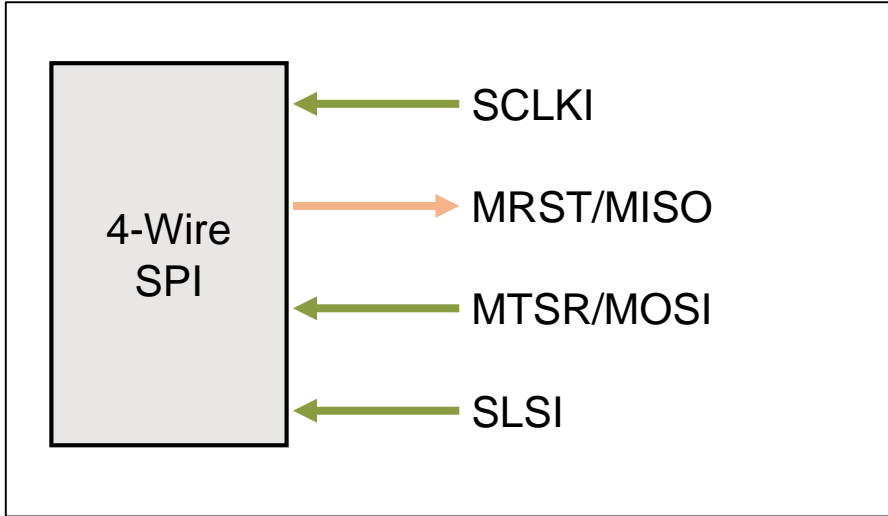 SCLKI
MRST/MISO
4-Wire
SPI
MTSR/MOSI
SLSI